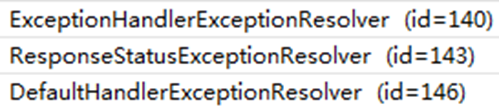 ExceptionHandlerExceptionResolver (id=140)
ResponseStatusExceptionResolver (id=143)
DefaultHandlerExceptionResolver (id=146)